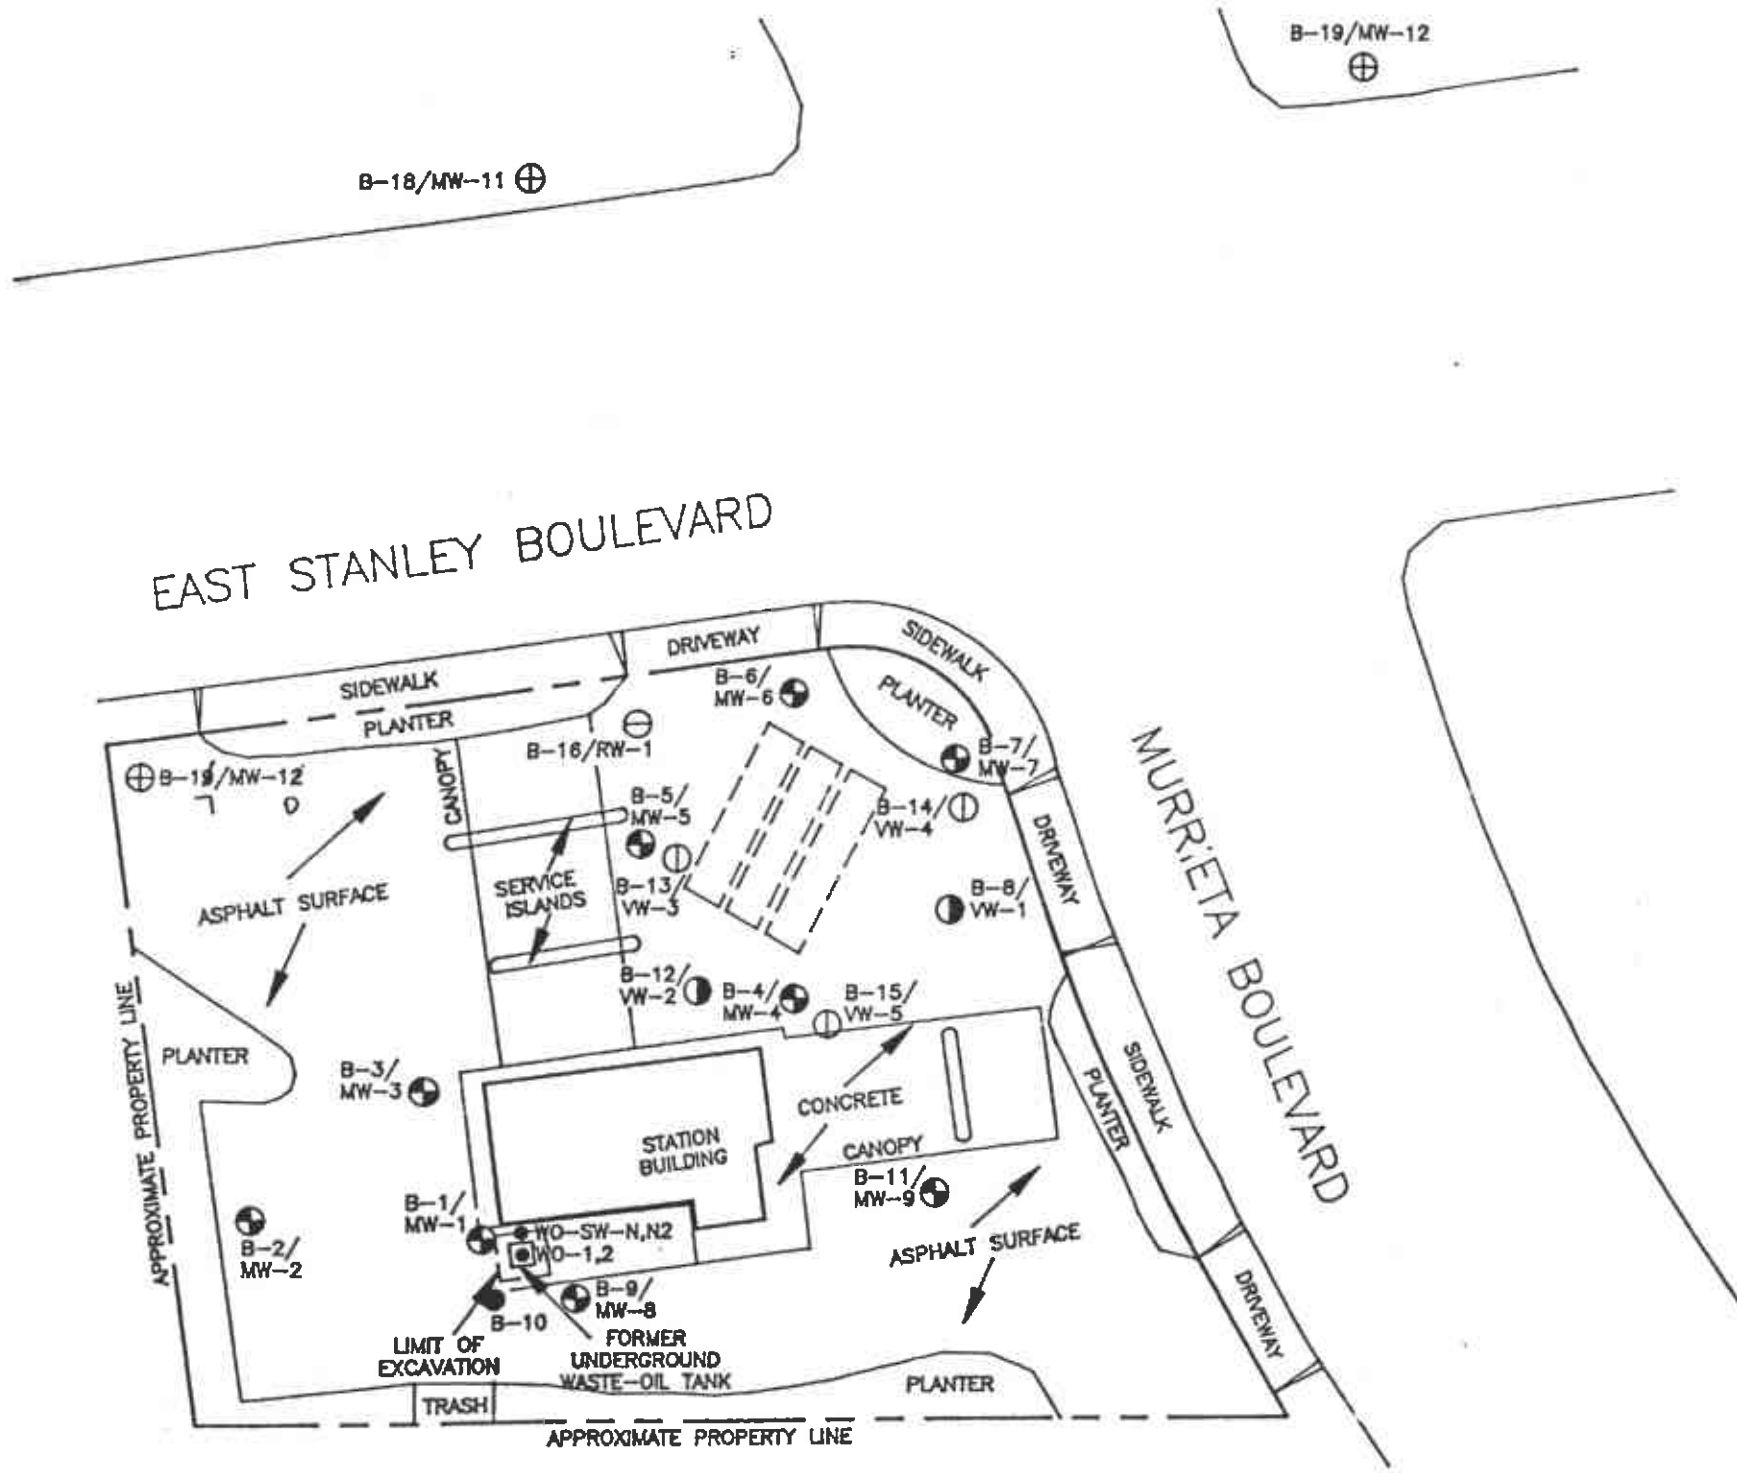 B-19/MW-12
B-18/MW-11
EAST STANLEY BOULEVARD
SIDEWALK
DRIVEWAY
SIDEWALK
PLANTER
B-6/
MW-6
PLANTER
B-16/RW-1
B-7/
MW-7
B-19/MW-12
7 0
CANOPY
B-5/
MW-5
B-14/
VW-4
DRIVEWAY
MURRIETA BOULEVARD
ASPHALT SURFACE
SERVICE
ISLANDS
B-13/
VW-3
B-8/
VW-1
B-12/
VW-2
B-4/
MW-4
B-15/
VW-5
APPROXIMATE PROPERTY LINE
PLANTER
B-3/
MW-3
CONCRETE
SIDEWALK
PLANTER
STATION
BUILDING
CANOPY
B-11/
MW-9
B-1/
MW-1
WO-SW-N,N2
WO-1,2
B-2/
MW-2
ASPHALT SURFACE
B-9/
MW-8
B-10
DRIVEWAY
LIMIT OF
EXCAVATION
FORMER
UNDERGROUND
WASTE-OIL TANK
PLANTER
TRASH
APPROXIMATE PROPERTY LINE